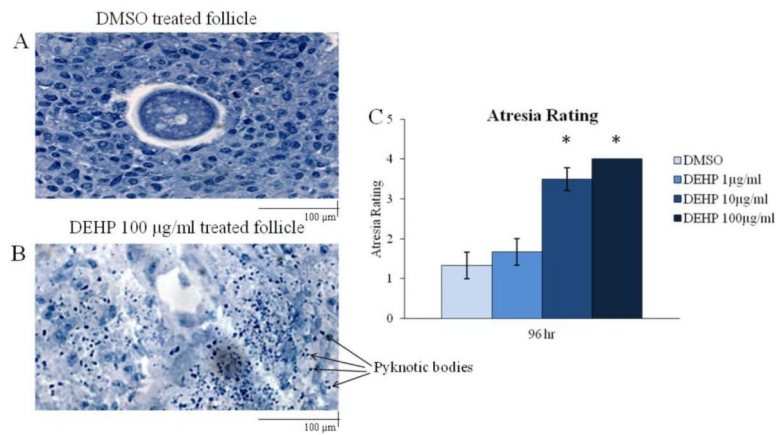 DMSO treated follicle
A
100 µm
DEHP 100 µg/ml treated follicle
B
Pyknotic bodies
100 µm
C
Atresia Rating
* *
5
4
3
2
1
0
Atresia Rating
96 hr
DMSO
DEHP 1µg/ml
DEHP 10µg/ml
DEHP 100µg/ml